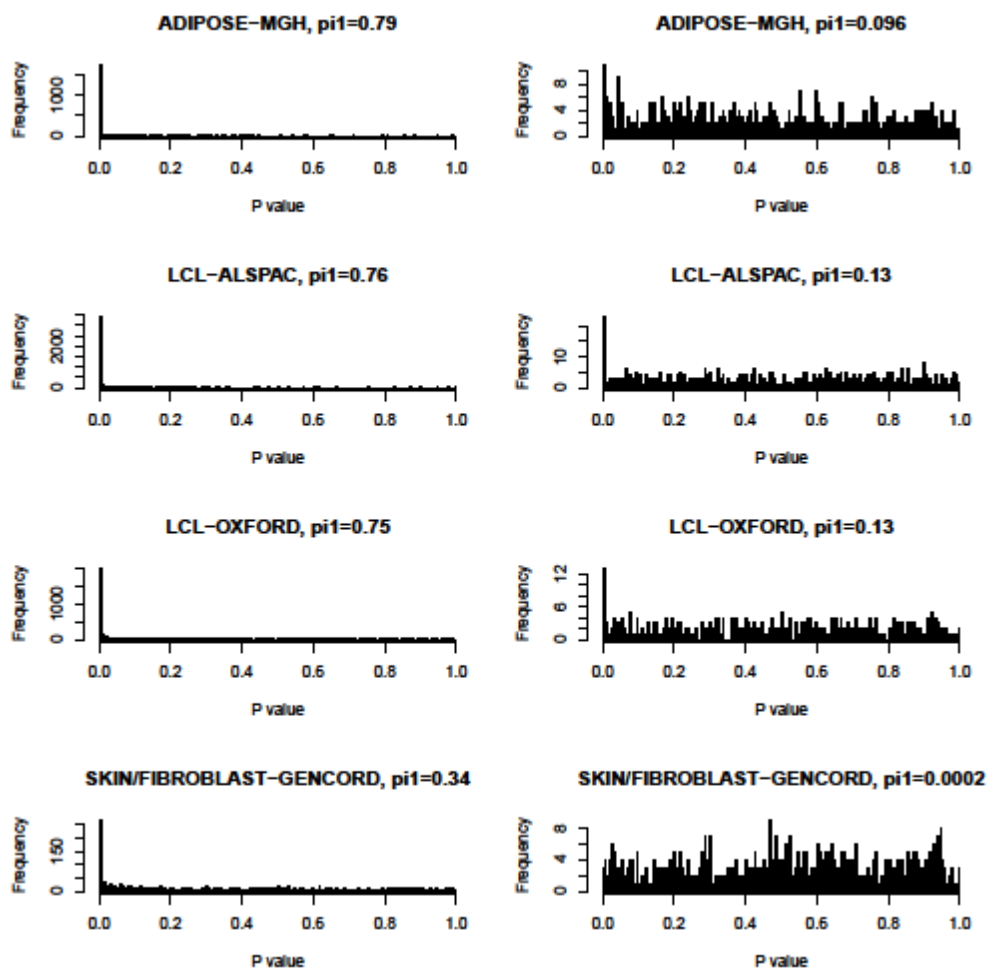 ADIPOSE−MGH, pi1=0.79
Frequency
0 1000
0.0 0.2 0.4 0.6 0.8 1.0
P value
ADIPOSE−MGH, pi1=0.096
Frequency
0 4 8
0.0 0.2 0.4 0.6 0.8 1.0
P value
LCL−ALSPAC, pi1=0.76
Frequency
0 2000
0.0 0.2 0.4 0.6 0.8 1.0
P value
LCL−ALSPAC, pi1=0.13
Frequency
0 10
0.0 0.2 0.4 0.6 0.8 1.0
P value
LCL−OXFORD, pi1=0.75
Frequency
0 1000
0.0 0.2 0.4 0.6 0.8 1.0
P value
LCL−OXFORD, pi1=0.13
Frequency
0 6 12
0.0 0.2 0.4 0.6 0.8 1.0
P value
SKIN/FIBROBLAST−GENCORD, pi1=0.34
Frequency
0 150
0.0 0.2 0.4 0.6 0.8 1.0
P value
SKIN/FIBROBLAST−GENCORD, pi1=0.0002
Frequency
0 4 8
0.0 0.2 0.4 0.6 0.8 1.0
P value